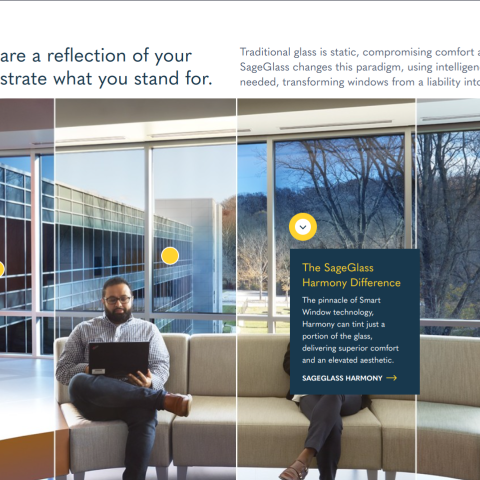 are a reflection of your
strate what you stand for.
Traditional glass is static, compromising comfort
SageGlass changes this paradigm, using
needed, transforming windows from a liability
The SageGlass
Harmony Difference
The pinnacle of Smart
Window technology,
Harmony can tint just a
portion of the glass,
delivering superior comfort
and an elevated aesthetic.
SAGEGLASS HARMONY →